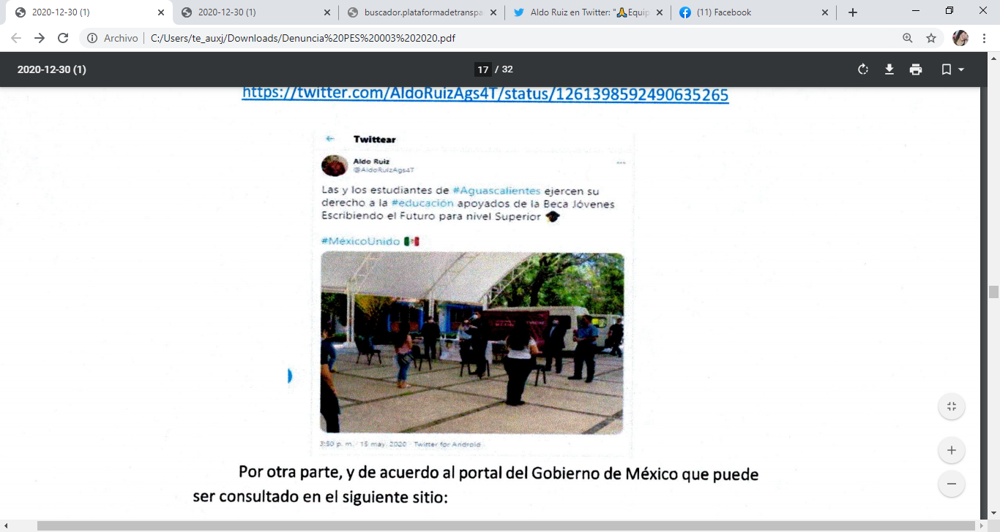 2020-12-30 (1)
2020-12-30 (1)
buscador.plataformadetranspa
Aldo Ruiz en Twitter: "🙏Equip
(11) Facebook
Archivo
C:/Users/te_auxj/Downloads/Denuncia%20PES%20003%202020.pdf
2020-12-30 (1)
17 / 32
https://twitter.com/AldoRuizAgs4T/status/1261398592490635265
Twittear
Aldo Ruiz
@AldoRuizAgs4T
Las y los estudiantes de #Aguascalientes ejercen su
derecho a la #educación apoyados de la Beca Jóvenes
Escribiendo el Futuro para nivel Superior 🎓
#MéxicoUnido 🇲🇽
3:50 p. m. · 15 may. 2020 · Twitter for Android
Por otra parte, y de acuerdo al portal del Gobierno de México que puede
ser consultado en el siguiente sitio: